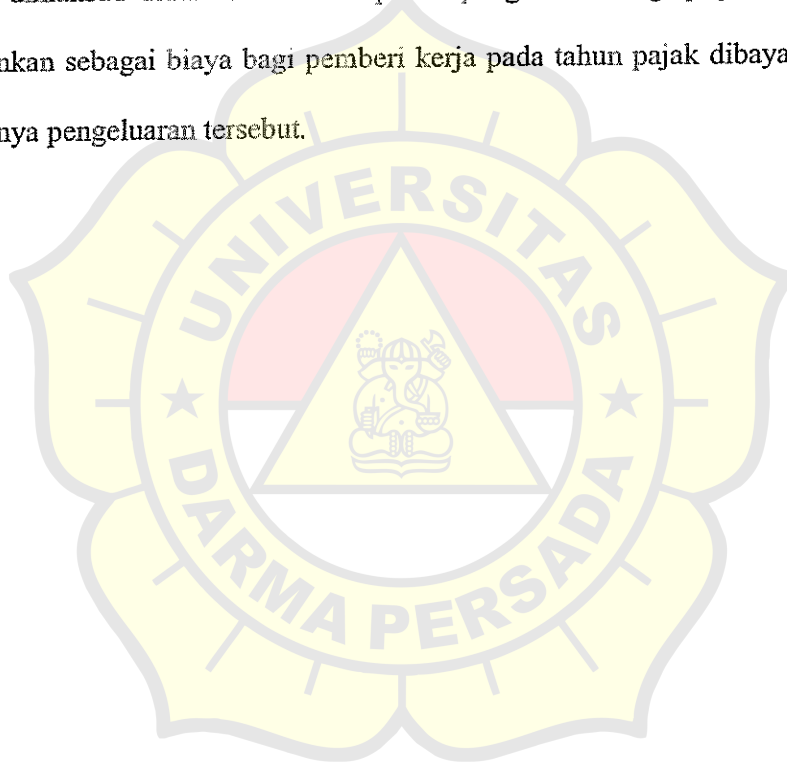 nkan sebagai biaya bagi pemberi kerja pada tahun pajak dibaya
nya pengeluaran tersebut.
UNIVERSITAS
DARMA PERSADA